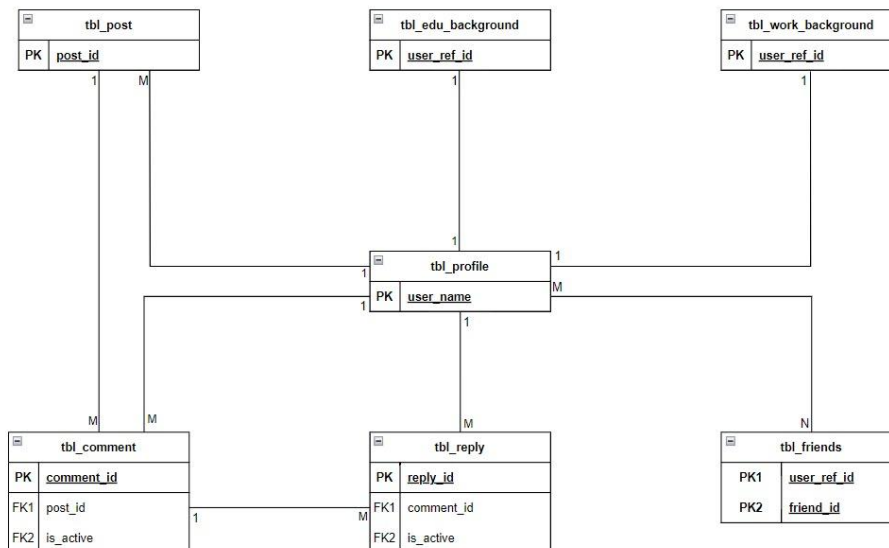 tbl_post
PK post_id
tbl_edu_background
PK user_ref_id
tbl_work_background
PK user_ref_id
1
M
1
1
1
1
1
tbl_profile
PK user_name
1
M
1
M
M
M
N
tbl_comment
PK comment_id
FK1 post_id
FK2 is_active
1
M
tbl_reply
PK reply_id
FK1 comment_id
FK2 is_active
tbl_friends
PK1 user_ref_id
PK2 friend_id